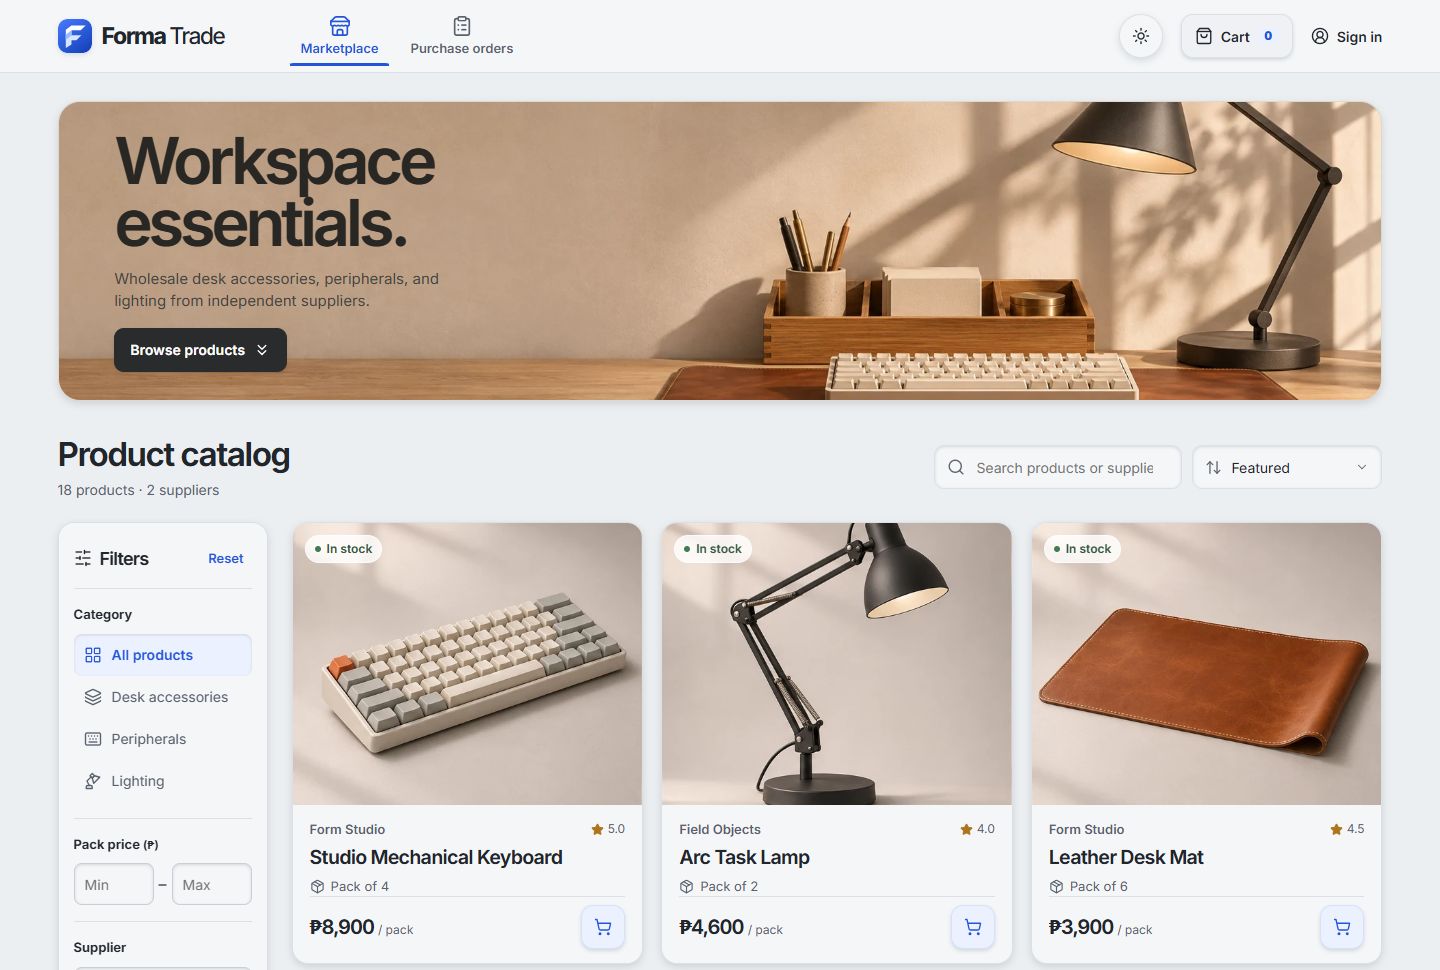 Forma Trade
Marketplace
Purchase orders
Cart 0
Sign in
Workspace
essentials.
Wholesale desk accessories, peripherals, and
lighting from independent suppliers.
Browse products
Product catalog
18 products · 2 suppliers
Search products or supplie
Featured
Filters
Reset
Category
All products
Desk accessories
Peripherals
Lighting
Pack price (₱)
Min – Max
Supplier
In stock
Form Studio
5.0
Studio Mechanical Keyboard
Pack of 4
₱8,900 / pack
In stock
Field Objects
4.0
Arc Task Lamp
Pack of 2
₱4,600 / pack
In stock
Form Studio
4.5
Leather Desk Mat
Pack of 6
₱3,900 / pack